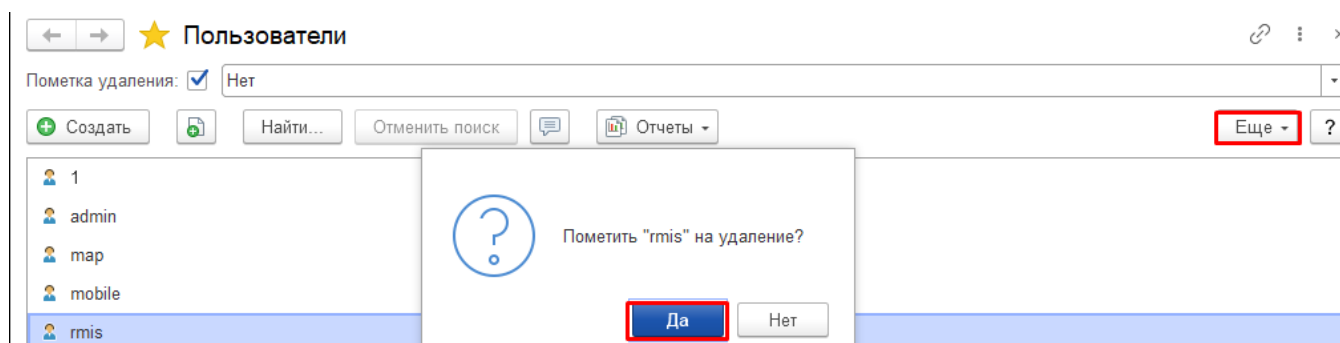 Пользователи
Пометка удаления: Нет
Создать Найти... Отменить поиск Отчеты Еще ?
1
admin
map
mobile
rmis
Пометить "rmis" на удаление?
Да Нет